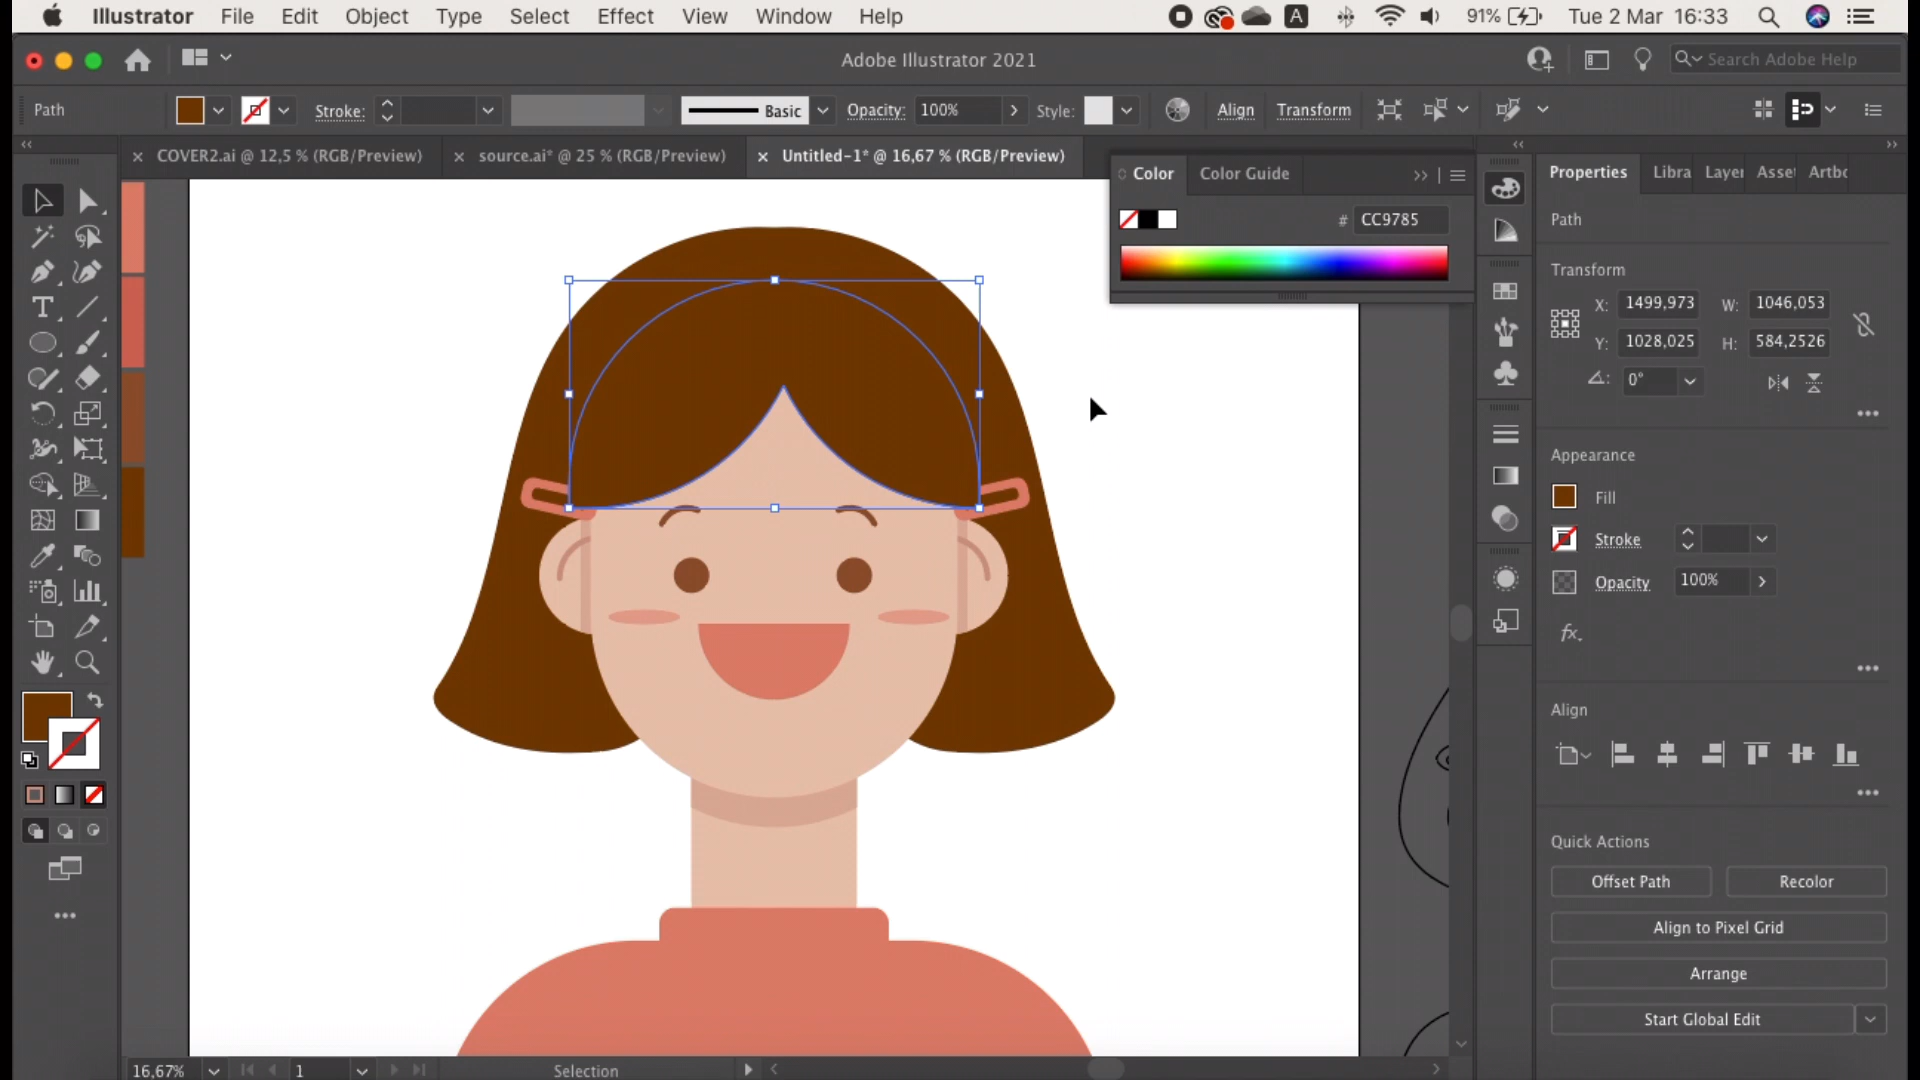 Illustrator File Edit Object Type Select Effect View Window Help A 91% Tue 2 Mar 16:33
Adobe Illustrator 2021 Search Adobe Help
Path Stroke: Basic Opacity: 100% Style: Align Transform
COVER2.ai @ 12,5 % (RGB/Preview) source.ai* @ 25 % (RGB/Preview) Untitled-1* @ 16,67 % (RGB/Preview)
Color Color Guide
# CC9785
Properties Libra Layer Asse Artbc
Path
Transform
X: 1499,973 W: 1046,053
Y: 1028,025 H: 584,2526
0°
Appearance
Fill
Stroke
Opacity 100%
fx.
Align
Quick Actions
Offset Path Recolor
Align to Pixel Grid
Arrange
Start Global Edit
16,67% 1 Selection